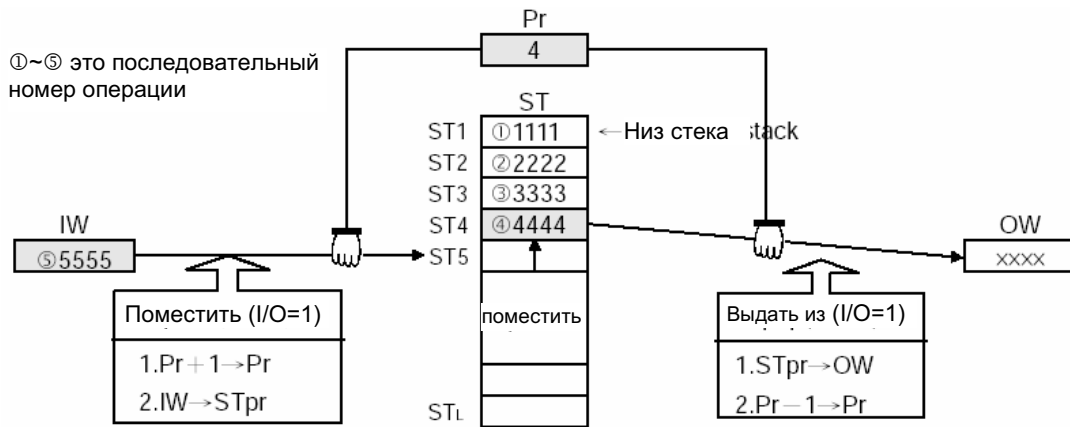 Pr
4
①~⑤ это последовательный
номер операции
ST
ST1 ①1111 ←Низ стека stack
ST2 ②2222
ST3 ③3333
ST4 ④4444
ST5
IW
⑤5555
OW
xxxx
Поместить (I/O=1)
1.Pr+1→Pr
2.IW→STpr
поместить
Выдать из (I/O=1)
1.STpr→OW
2.Pr−1→Pr
STL